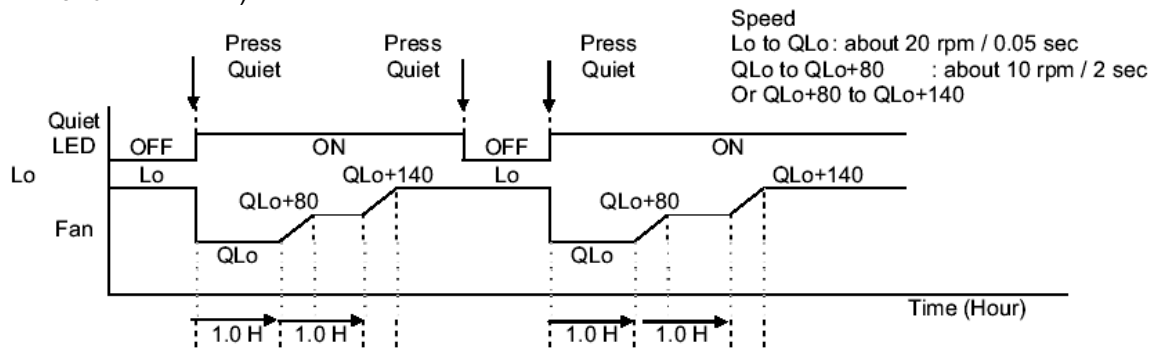 Speed
Lo to QLo: about 20 rpm / 0.05 sec
QLo to QLo+80 : about 10 rpm / 2 sec
Or QLo+80 to QLo+140
Press Quiet
Press Quiet
Press Quiet
Quiet LED
OFF
ON
OFF
ON
Lo
Lo
QLo+80
QLo+140
Lo
QLo+80
QLo+140
Fan
QLo
QLo
Time (Hour)
1.0 H
1.0 H
1.0 H
1.0 H